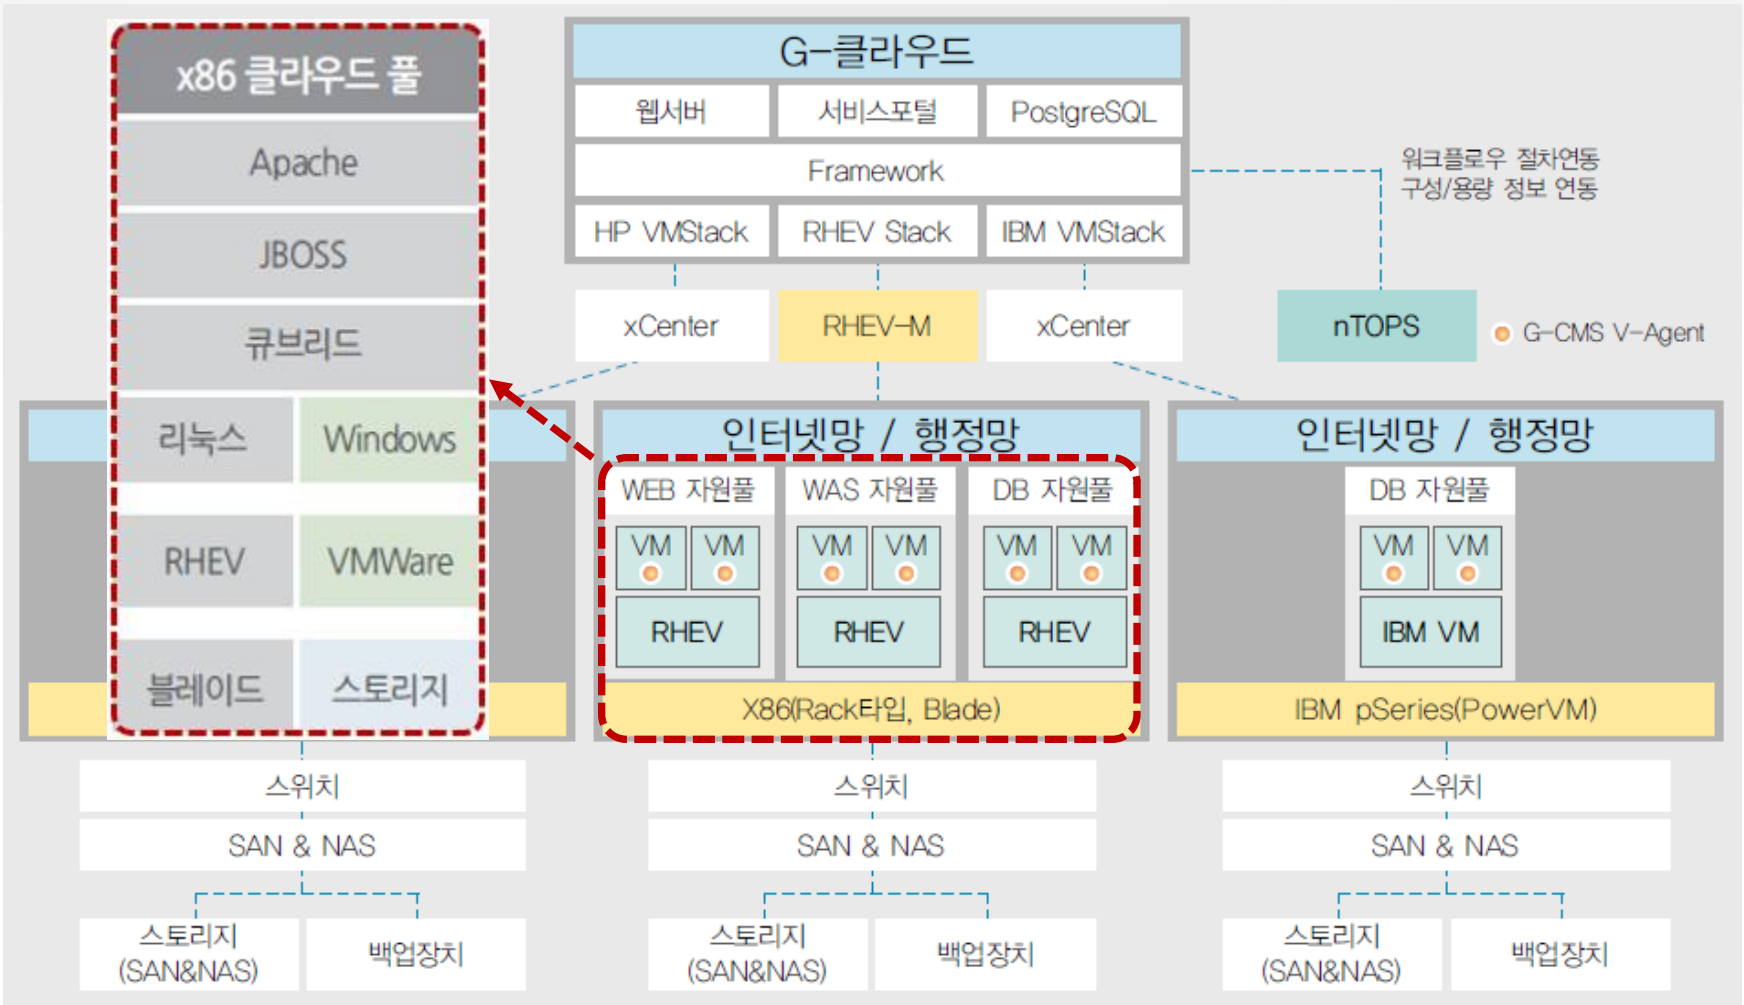 x86 클라우드 풀
Apache
JBOSS
큐브리드
리눅스 Windows
RHEV VMWare
블레이드 스토리지
G-클라우드
웹서버 서비스포털 PostgreSQL
Framework
HP VMStack RHEV Stack IBM VMStack
워크플로우 절차연동
구성/용량 정보 연동
xCenter RHEV-M xCenter nTOPS G-CMS V-Agent
인터넷망 / 행정망
WEB 자원풀 WAS 자원풀 DB 자원풀
VM VM VM VM VM VM
RHEV RHEV RHEV
X86(Rack타입, Blade)
인터넷망 / 행정망
DB 자원풀
VM VM
IBM VM
IBM pSeries(PowerVM)
스위치 스위치 스위치
SAN & NAS SAN & NAS SAN & NAS
스토리지
(SAN&NAS)
백업장치
스토리지
(SAN&NAS)
백업장치
스토리지
(SAN&NAS)
백업장치